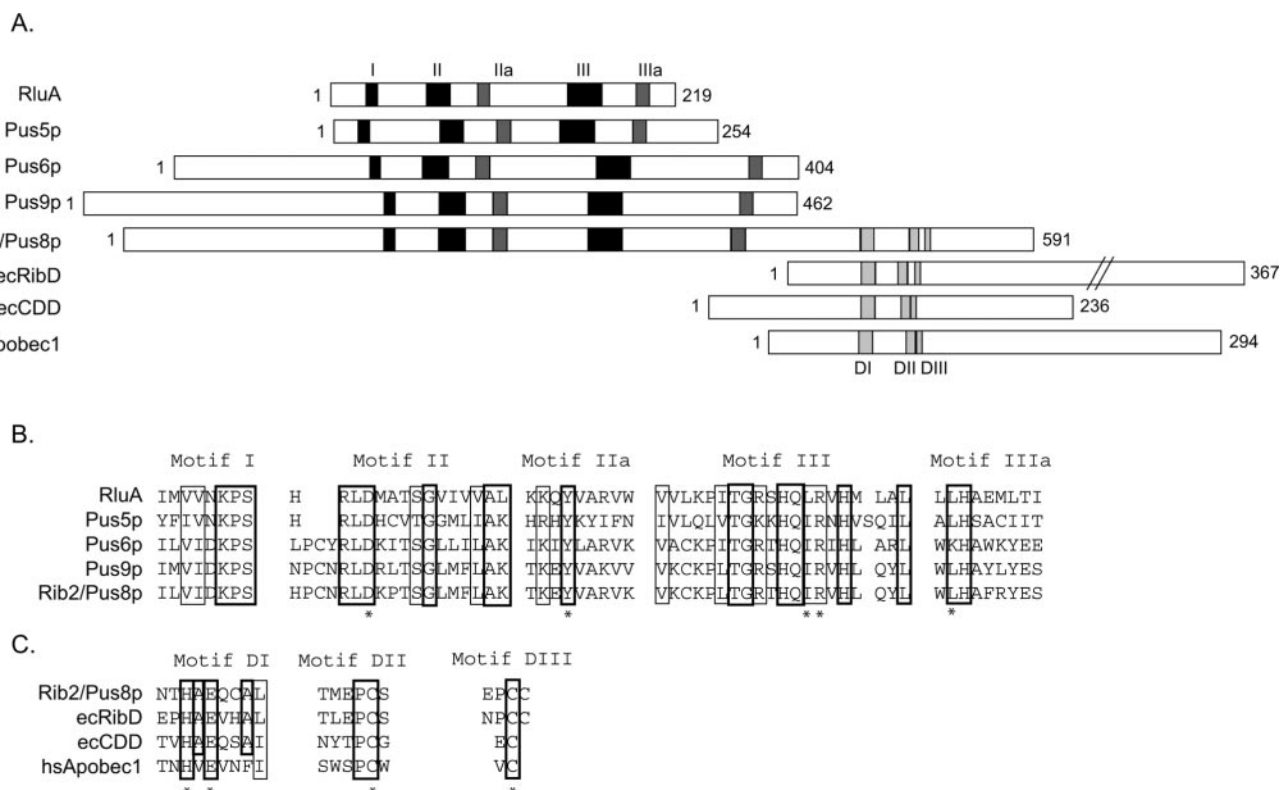 A.
I II IIa III IIIa
RluA 1 219
Pus5p 1 254
Pus6p 1 404
Pus9p 1 462
/Pus8p 1 591
ecRibD 1 367
ecCDD 1 236
pobec1 1 294
DI DII DIII
B.
Motif I Motif II Motif IIa Motif III Motif IIIa
RluA IMVVNKPS H RLDMATSGVIVVAL KKQYVARVW VVLKPITGRSHQLRVHM LAL LLHAEMLTI
Pus5p YFIVNKPS H RLDHCVTGGMLIAK HRHYKYIFN IVLQLVTGKKHQIRNHVSQIL ALHSACIIT
Pus6p ILVIDKPS LPCYRLDKITSGLLILAK IKIYLARVK VACKPITGRTHQIRIHL ARL WKHAWKYEE
Pus9p IMVIDKPS NPCNRLDRLTSGLMFLAK TKEYVAKVV VKCKPLTGRTHQIRVHL QYL WLHAYLYES
Rib2/Pus8p ILVIDKPS HPCNRLDKPTSGLMFLAK TKEYVARVK VKCKPLTGRTHQIRVHL QYL WLHAFRYES
* * * * *
C.
Motif DI Motif DII Motif DIII
Rib2/Pus8p NTHAEQCAL TMEPCS EPCC
ecRibD EPHAEVHAL TLEPCS NPCC
ecCDD TVHAEQSAI NYTPCG EC
hsApobec1 TNHVEVNFI SWSPCW VC
* * * *